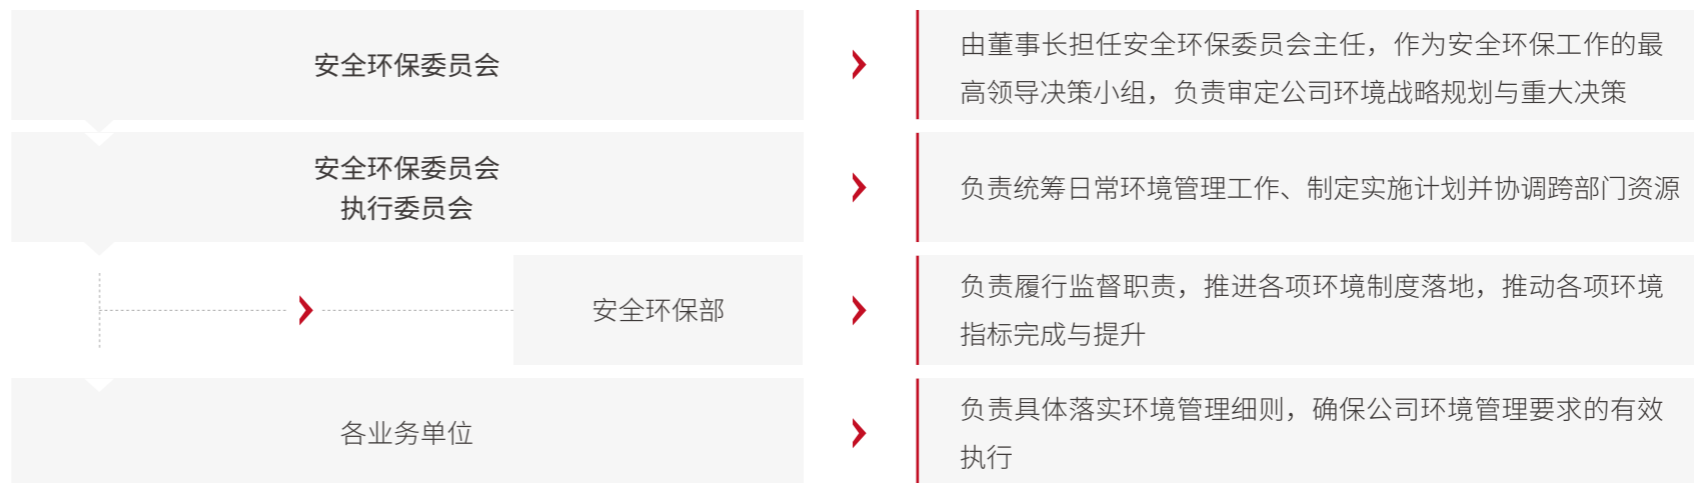 安全环保委员会
由董事长担任安全环保委员会主任，作为安全环保工作的最
高领导决策小组，负责审定公司环境战略规划与重大决策
安全环保委员会
执行委员会
负责统筹日常环境管理工作、制定实施计划并协调跨部门资源
安全环保部
负责履行监督职责，推进各项环境制度落地，推动各项环境
指标完成与提升
各业务单位
负责具体落实环境管理细则，确保公司环境管理要求的有效
执行